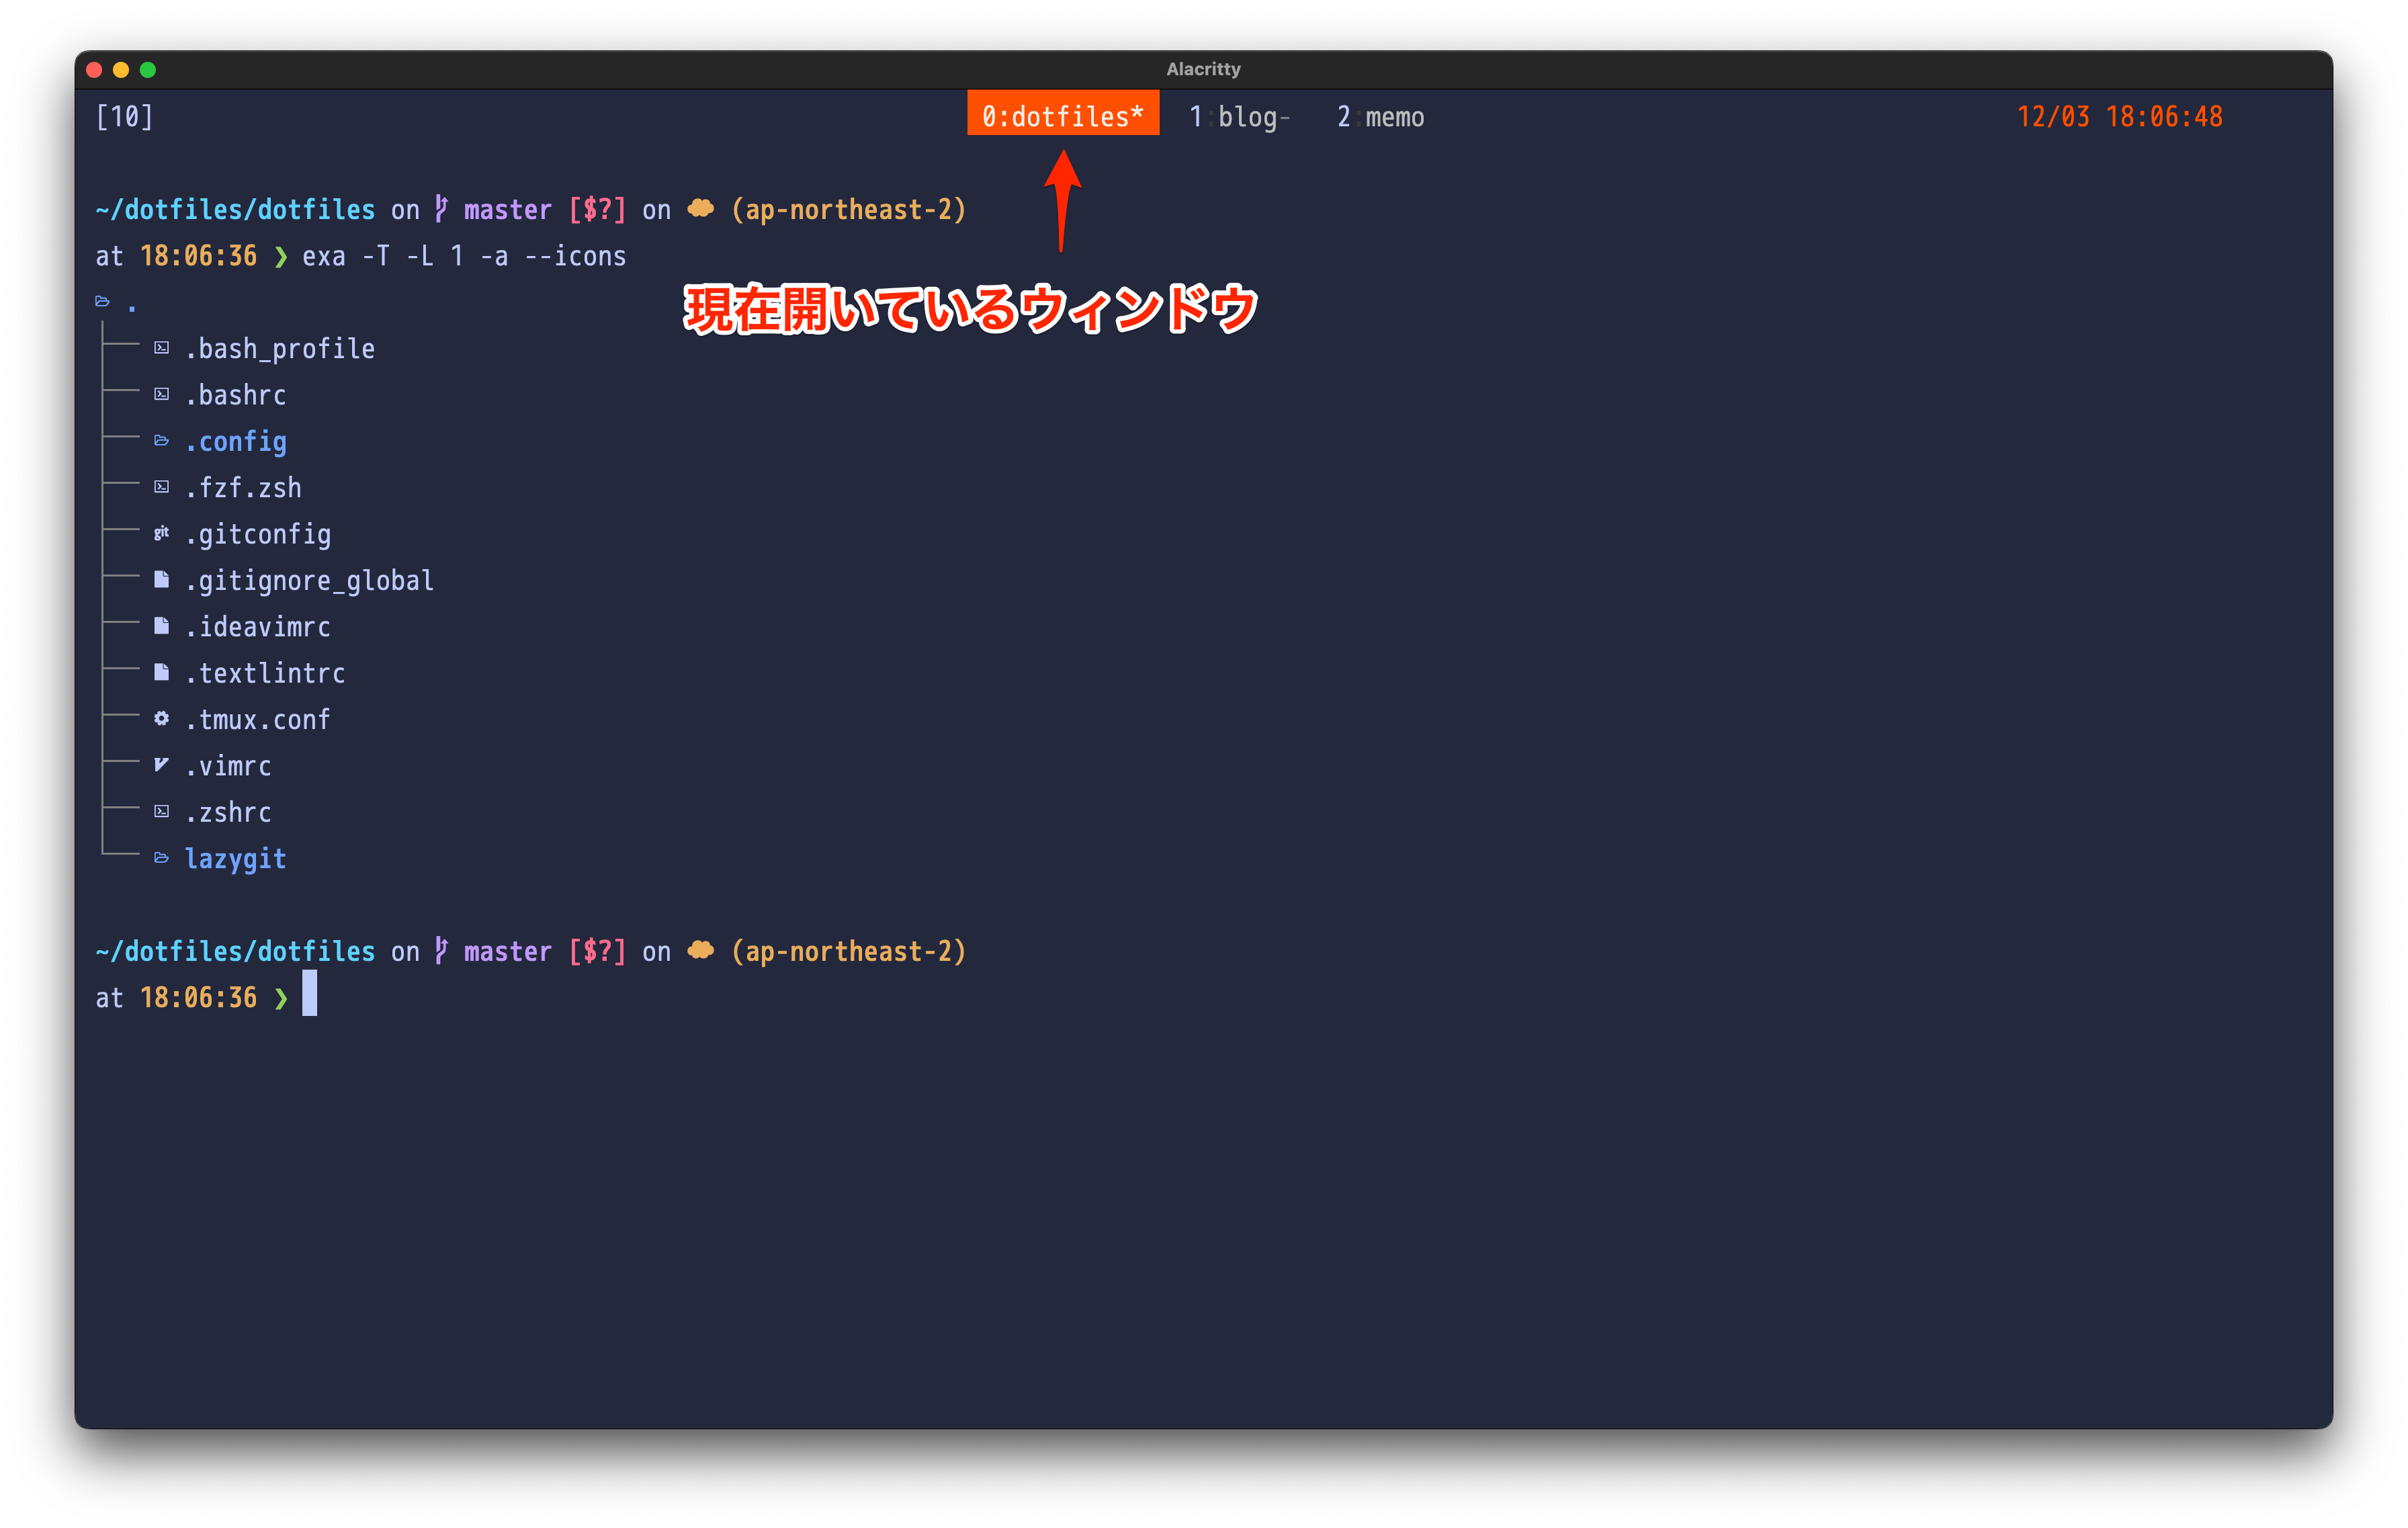 Alacritty
[10] 0:dotfiles* 1:blog- 2:memo 12/03 18:06:48
~/dotfiles/dotfiles on master [$?] on (ap-northeast-2)
at 18:06:36 ❯ exa -T -L 1 -a --icons
現在開いているウィンドウ
.
.bash_profile
.bashrc
.config
.fzf.zsh
git .gitconfig
.gitignore_global
.ideavimrc
.textlintrc
.tmux.conf
.vimrc
.zshrc
lazygit
~/dotfiles/dotfiles on master [$?] on (ap-northeast-2)
at 18:06:36 ❯